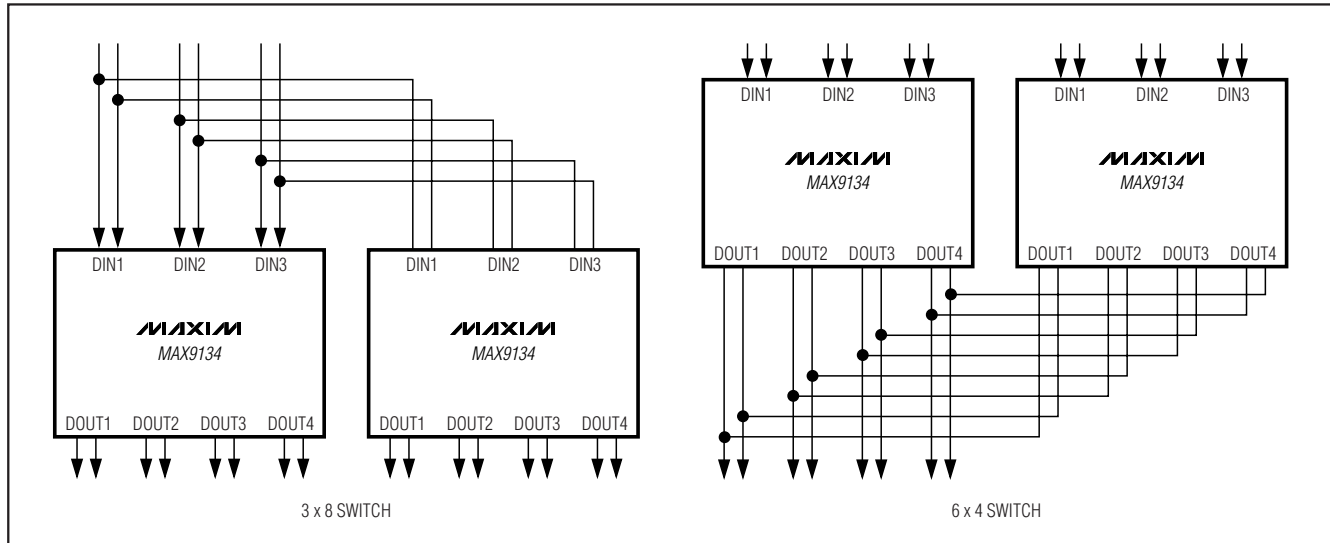 DIN1 DIN2 DIN3
MAXIM
MAX9134
DOUT1 DOUT2 DOUT3 DOUT4
DIN1 DIN2 DIN3
MAXIM
MAX9134
DOUT1 DOUT2 DOUT3 DOUT4
3 x 8 SWITCH
DIN1 DIN2 DIN3
MAXIM
MAX9134
DOUT1 DOUT2 DOUT3 DOUT4
DIN1 DIN2 DIN3
MAXIM
MAX9134
DOUT1 DOUT2 DOUT3 DOUT4
6 x 4 SWITCH